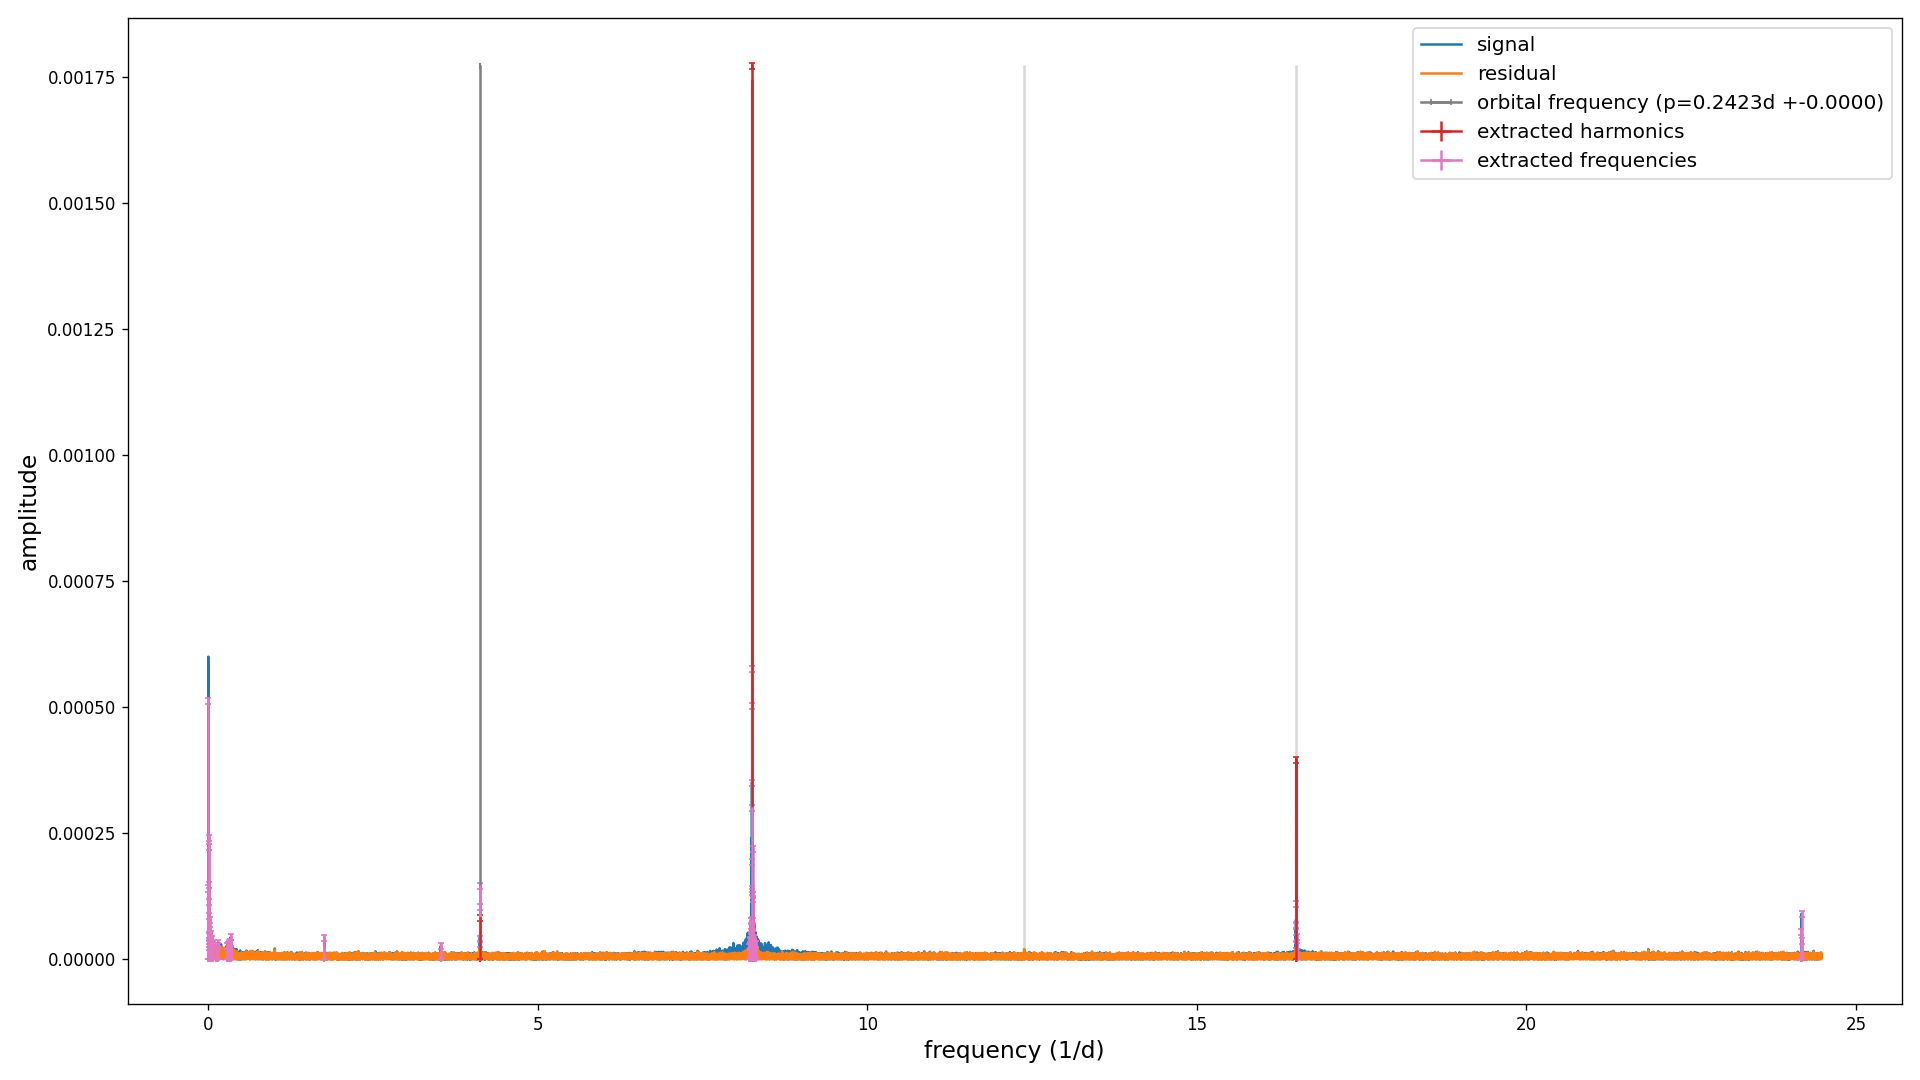 signal
residual
orbital frequency (p=0.2423d +-0.0000)
extracted harmonics
extracted frequencies
0.00175
0.00150
0.00125
0.00100
0.00075
0.00050
0.00025
0.00000
amplitude
0 5 10 15 20 25
frequency (1/d)